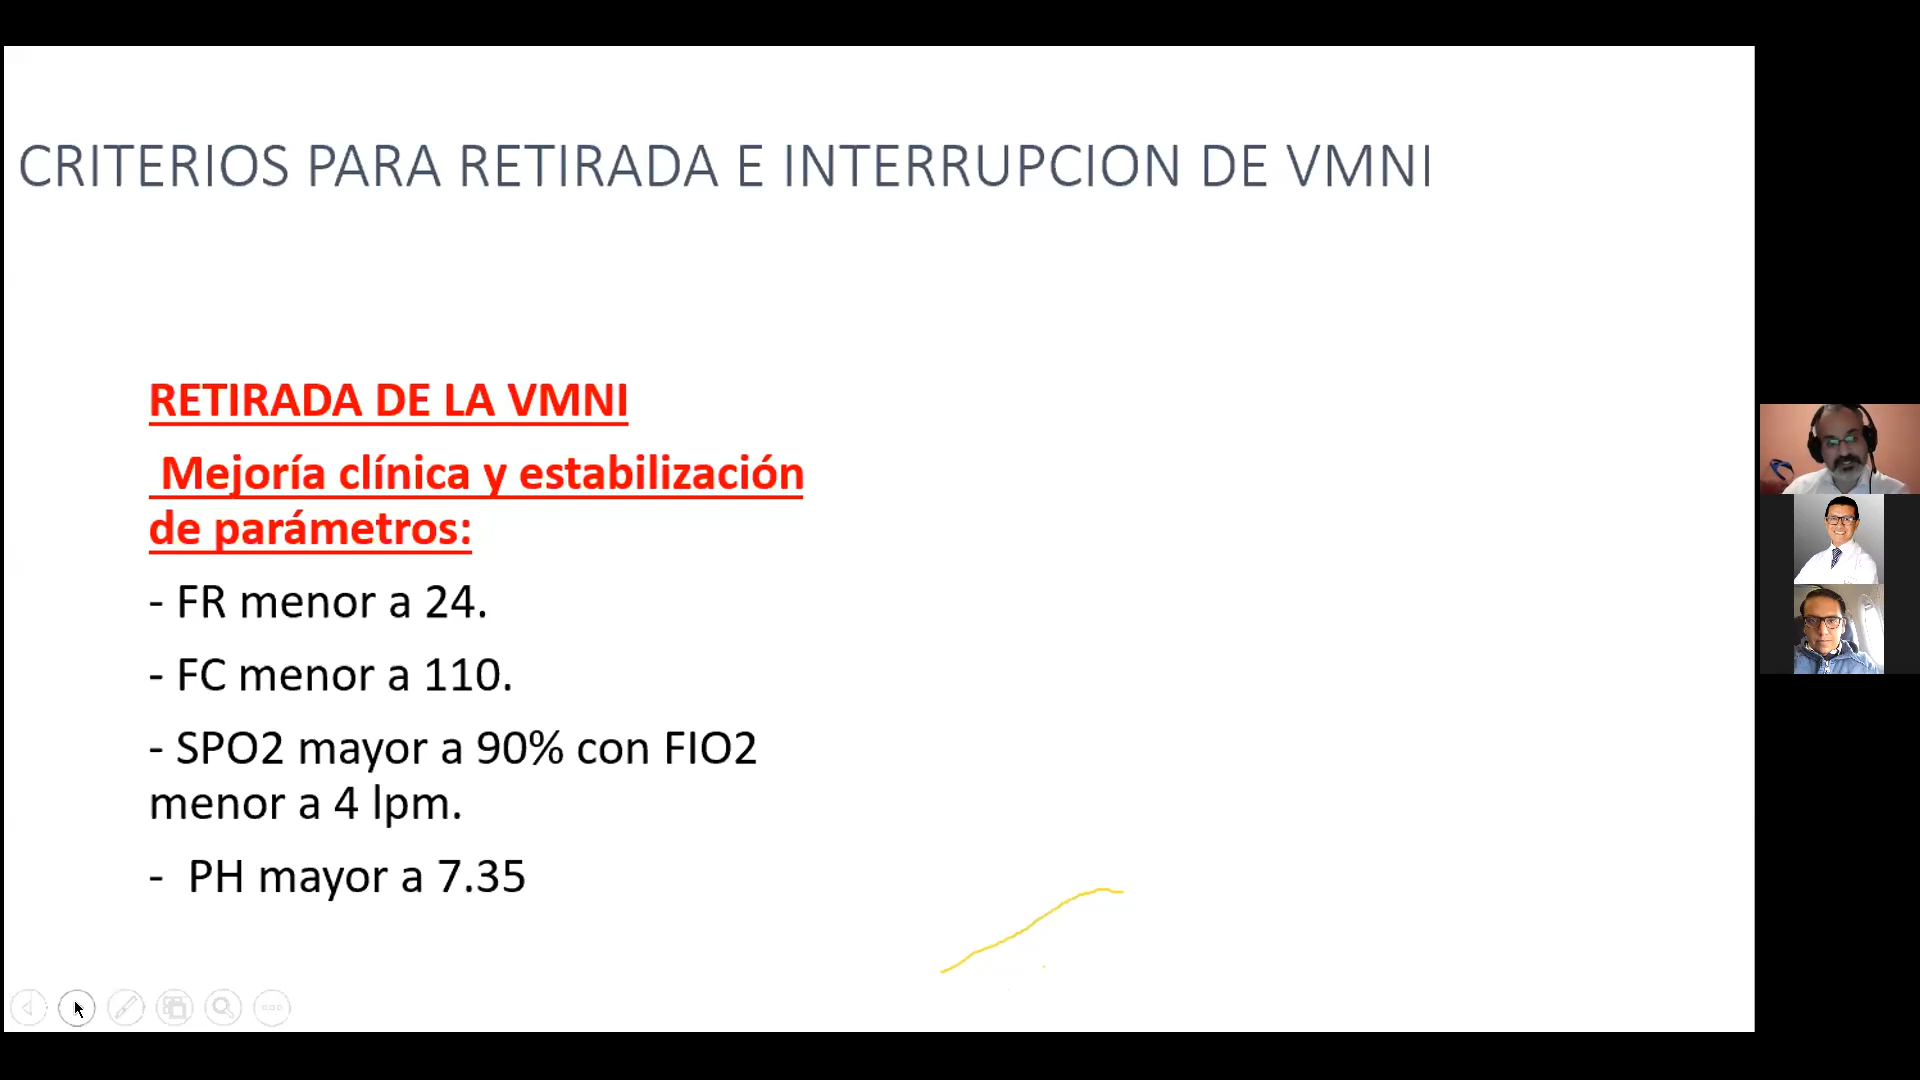 CRITERIOS PARA RETIRADA E INTERRUPCION DE VMNI
RETIRADA DE LA VMNI
Mejoría clínica y estabilización
de parámetros:
- FR menor a 24.
- FC menor a 110.
- SPO2 mayor a 90% con FIO2
menor a 4 lpm.
- PH mayor a 7.35